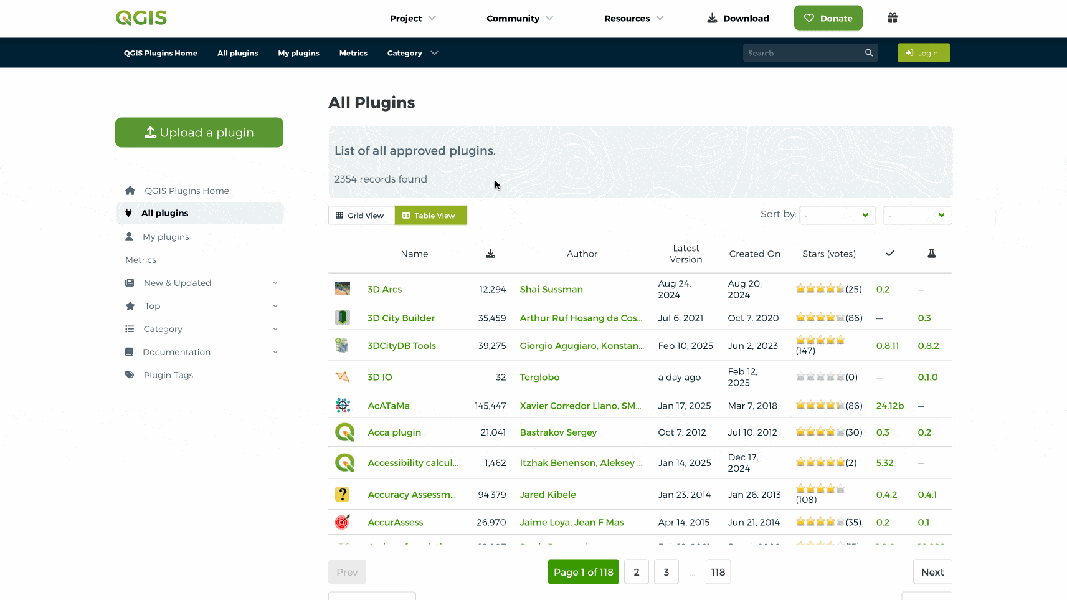 QGIS
Project
Community
Resources
Download
Donate
QGIS Plugins Home
All plugins
My plugins
Metrics
Category
Search
Login
Upload a plugin
QGIS Plugins Home
All plugins
My plugins
Metrics
New & Updated
Top
Category
Documentation
Plugin Tags
All Plugins
List of all approved plugins.
2354 records found
Grid View
Table View
Sort by:
Name Author Latest Version Created On Stars (votes)
3D Arcs 12,294 Shai Sussman Aug 24, 2024 Aug 20, 2024 (25) 0.2 —
3D City Builder 35,459 Arthur Ruf Hosang da Cos... Jul 6, 2021 Oct 7, 2020 (86) — 0.3
3DCityDB Tools 39,275 Giorgio Agugiaro, Konstan... Feb 10, 2025 Jun 2, 2023 (147) 0.8.11 0.8.2
3D IO 32 Terglobo a day ago Feb 12, 2025 (0) — 0.1.0
AcATaMa 145,447 Xavier Corredor Llano, SM... Jan 17, 2025 Mar 7, 2018 (86) 24.12b —
Acca plugin 21,041 Bastrakov Sergey Oct 7, 2012 Jul 10, 2012 (30) 0.3 0.2
Accessibility calcul... 1,462 Itzhak Benenson, Aleksey ... Jan 14, 2025 Dec 17, 2024 (2) 5.32 —
Accuracy Assessm... 94,379 Jared Kibele Jan 23, 2014 Jan 26, 2013 (108) 0.4.2 0.4.1
AccurAssess 26,970 Jaime Loya, Jean F Mas Apr 14, 2015 Jun 21, 2014 (35) 0.2 0.1
Prev
Page 1 of 118
2
3
...
118
Next